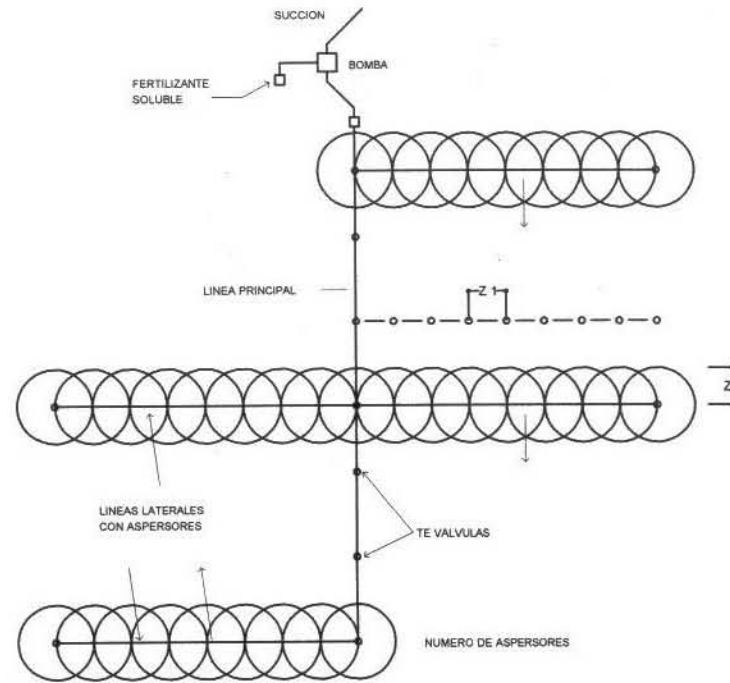 SUCCION
BOMBA
FERTILIZANTE
SOLUBLE
LINEA PRINCIPAL
Z 1
Z
LINEAS LATERALES
CON ASPERSORES
TE VALVULAS
NUMERO DE ASPERSORES